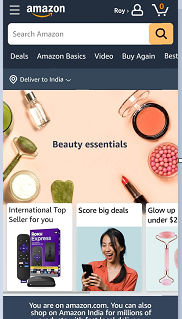 amazon
Roy ›
0
Search Amazon
Deals Amazon Basics Video Buy Again Best
Deliver to India
Beauty essentials
International Top
Seller for you
Score big deals
Glow up
under $2
Roku
Express
You are on amazon.com. You can also
shop on Amazon India for millions of